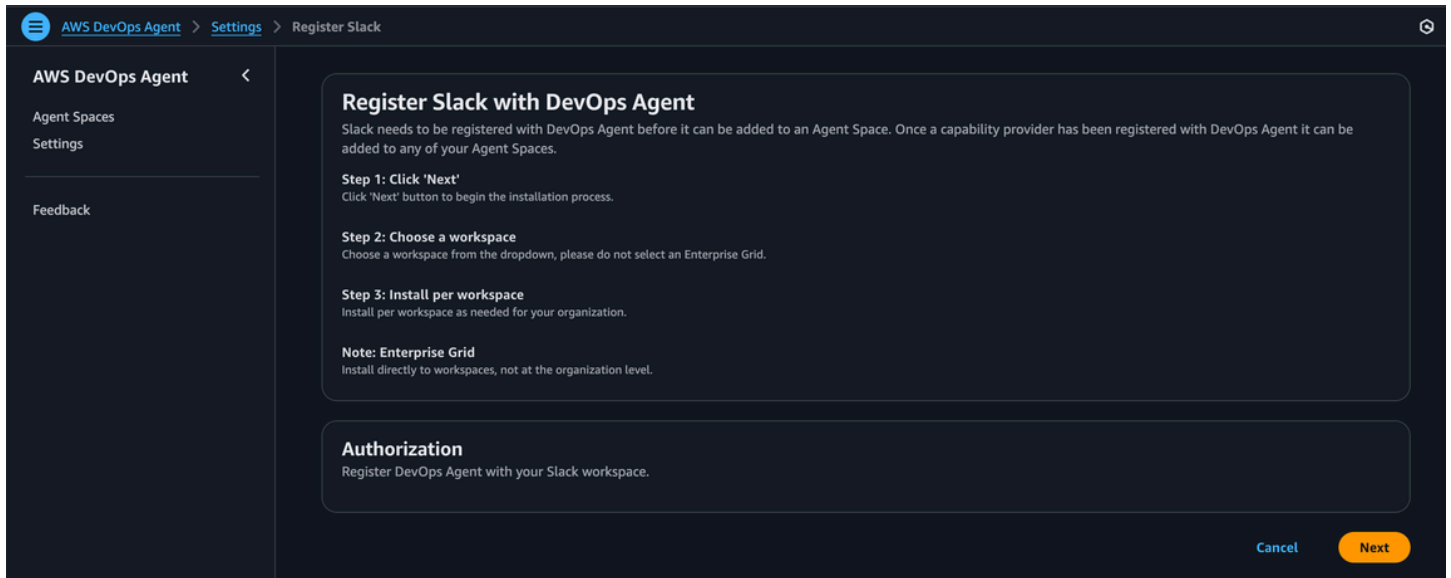 AWS DevOps Agent > Settings > Register Slack
AWS DevOps Agent
Agent Spaces
Settings
Feedback
Register Slack with DevOps Agent
Slack needs to be registered with DevOps Agent before it can be added to an Agent Space. Once a capability provider has been registered with DevOps Agent it can be
added to any of your Agent Spaces.
Step 1: Click 'Next'
Click 'Next' button to begin the installation process.
Step 2: Choose a workspace
Choose a workspace from the dropdown, please do not select an Enterprise Grid.
Step 3: Install per workspace
Install per workspace as needed for your organization.
Note: Enterprise Grid
Install directly to workspaces, not at the organization level.
Authorization
Register DevOps Agent with your Slack workspace.
Cancel
Next